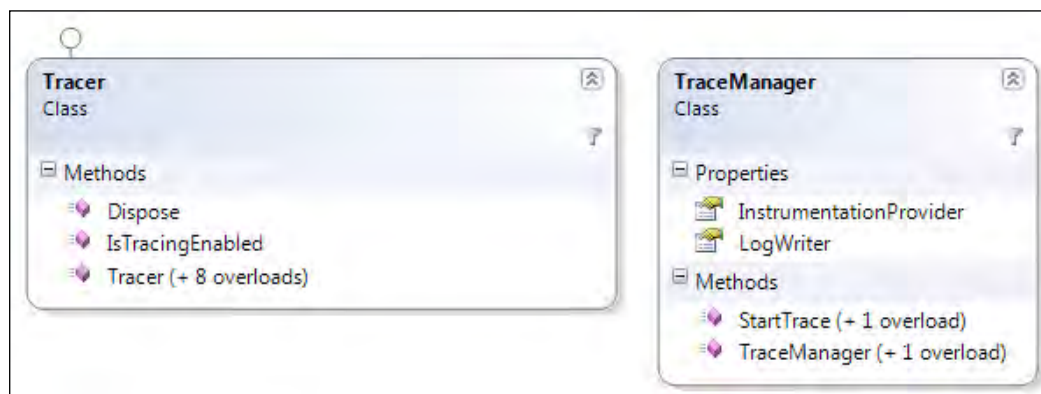 Tracer
Class
Methods
Dispose
IsTracingEnabled
Tracer (+ 8 overloads)
TraceManager
Class
Properties
InstrumentationProvider
LogWriter
Methods
StartTrace (+ 1 overload)
TraceManager (+ 1 overload)